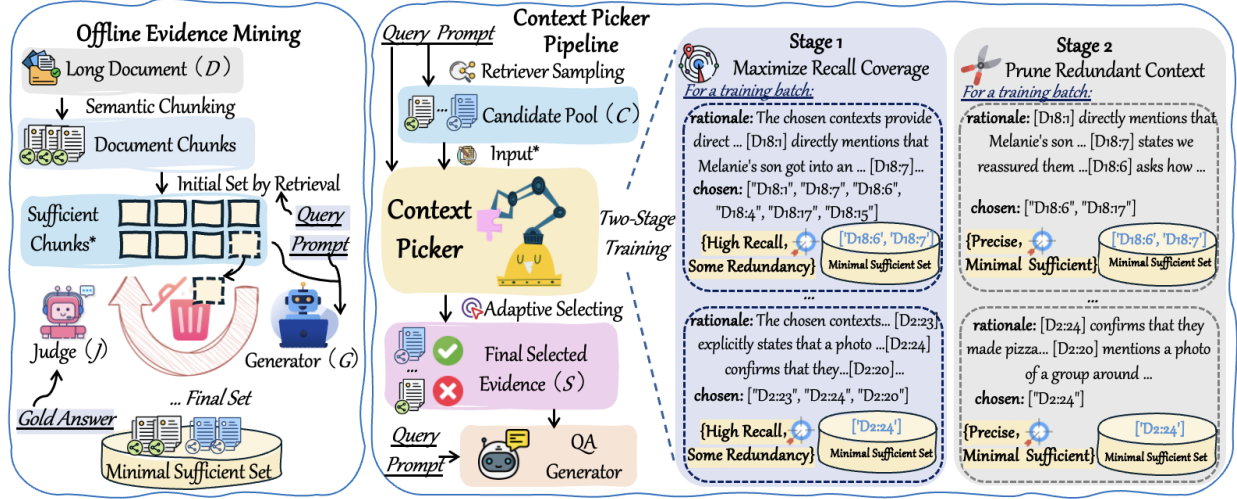 Offline Evidence Mining
Long Document (D)
Semantic Chunking
Document Chunks
Initial Set by Retrieval
Sufficient
Chunks*
Query
Prompt
Judge (J)
Generator (G)
Gold Answer
... Final Set
Minimal Sufficient Set
Context Picker
Pipeline
Query Prompt
Retriever Sampling
...
Candidate Pool (C)
Input*
Context
Picker
Two-Stage
Training
Adaptive Selecting
Final Selected
Evidence (S)
...
Query
Prompt
QA
Generator
Stage 1
Maximize Recall Coverage
For a training batch:
rationale: The chosen contexts provide
direct ... [D18:1] directly mentions that
Melanie's son got into an ... [D18:7]...
chosen: ["D18:1", "D18:7", "D18:6",
"D18:4", "D18:17", "D18:15"]
{High Recall,
Some Redundancy}
['D18:6', 'D18:7']
Minimal Sufficient Set
...
rationale: The chosen contexts... [D2:23]
explicitly states that a photo ...[D2:24]
confirms that they...[D2:20]...
chosen: ["D2:23", "D2:24", "D2:20"]
{High Recall,
Some Redundancy}
['D2:24']
Minimal Sufficient Set
Stage 2
Prune Redundant Context
For a training batch:
rationale: [D18:1] directly mentions that
Melanie's son ... [D18:7] states we
reassured them ...[D18:6] asks how ...
chosen: ["D18:6", "D18:17"]
{Precise,
Minimal Sufficient}
['D18:6', 'D18:7']
Minimal Sufficient Set
...
rationale: [D2:24] confirms that they
made pizza... [D2:20] mentions a photo
of a group around ...
chosen: ["D2:24"]
{Precise,
Minimal Sufficient}
['D2:24']
Minimal Sufficient Set